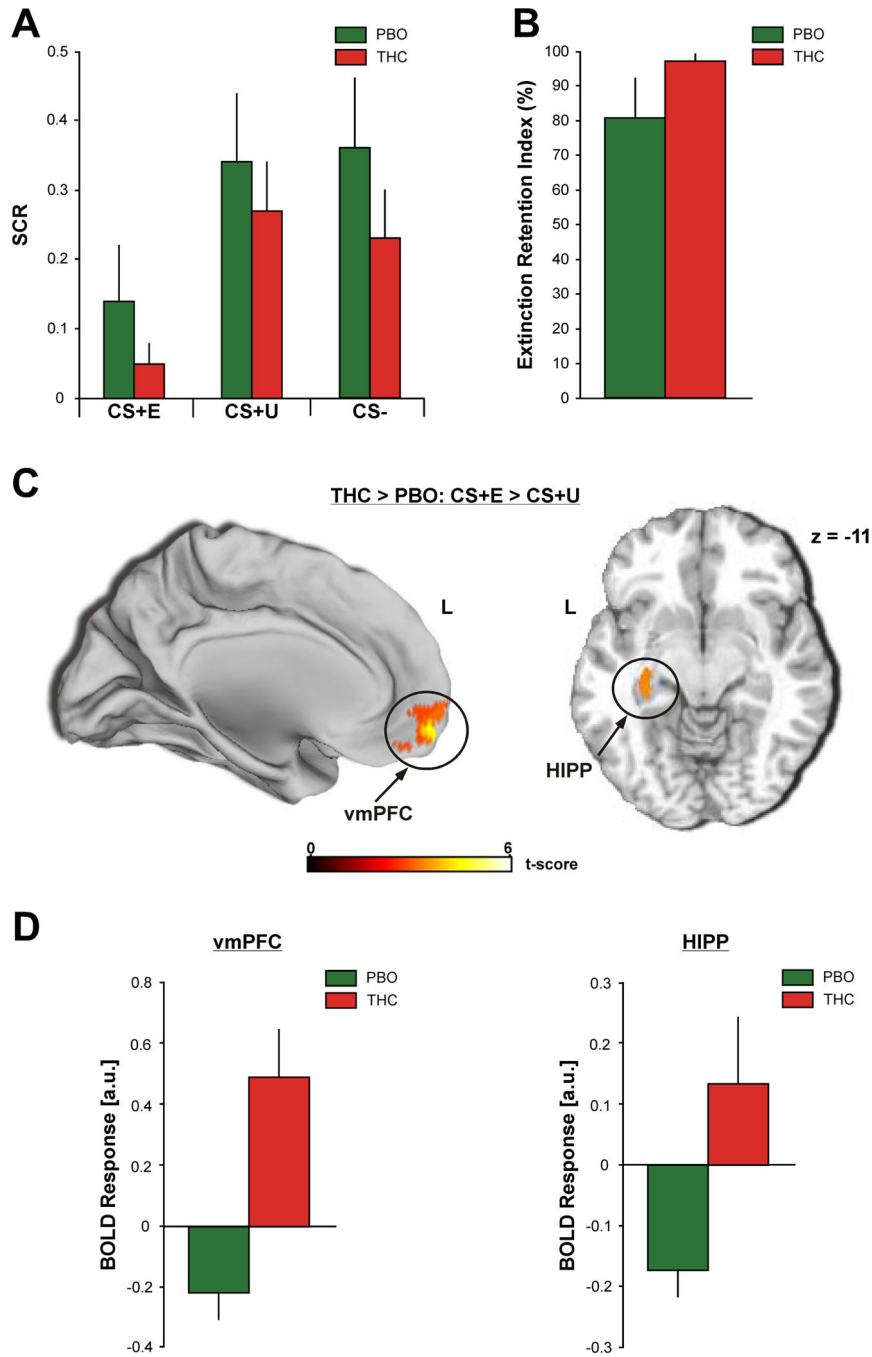 A
PBO
THC
0.5
0.4
0.3
0.2
0.1
0
SCR
CS+E
CS+U
CS-
B
PBO
THC
100
90
80
70
60
50
40
30
20
10
0
Extinction Retention Index (%)
C
THC > PBO: CS+E > CS+U
z = -11
L
L
vmPFC
HIPP
0
6
t-score
D
vmPFC
PBO
THC
0.8
0.6
0.4
0.2
0
-0.2
-0.4
BOLD Response [a.u.]
HIPP
PBO
THC
0.3
0.2
0.1
0
-0.1
-0.2
-0.3
BOLD Response [a.u.]